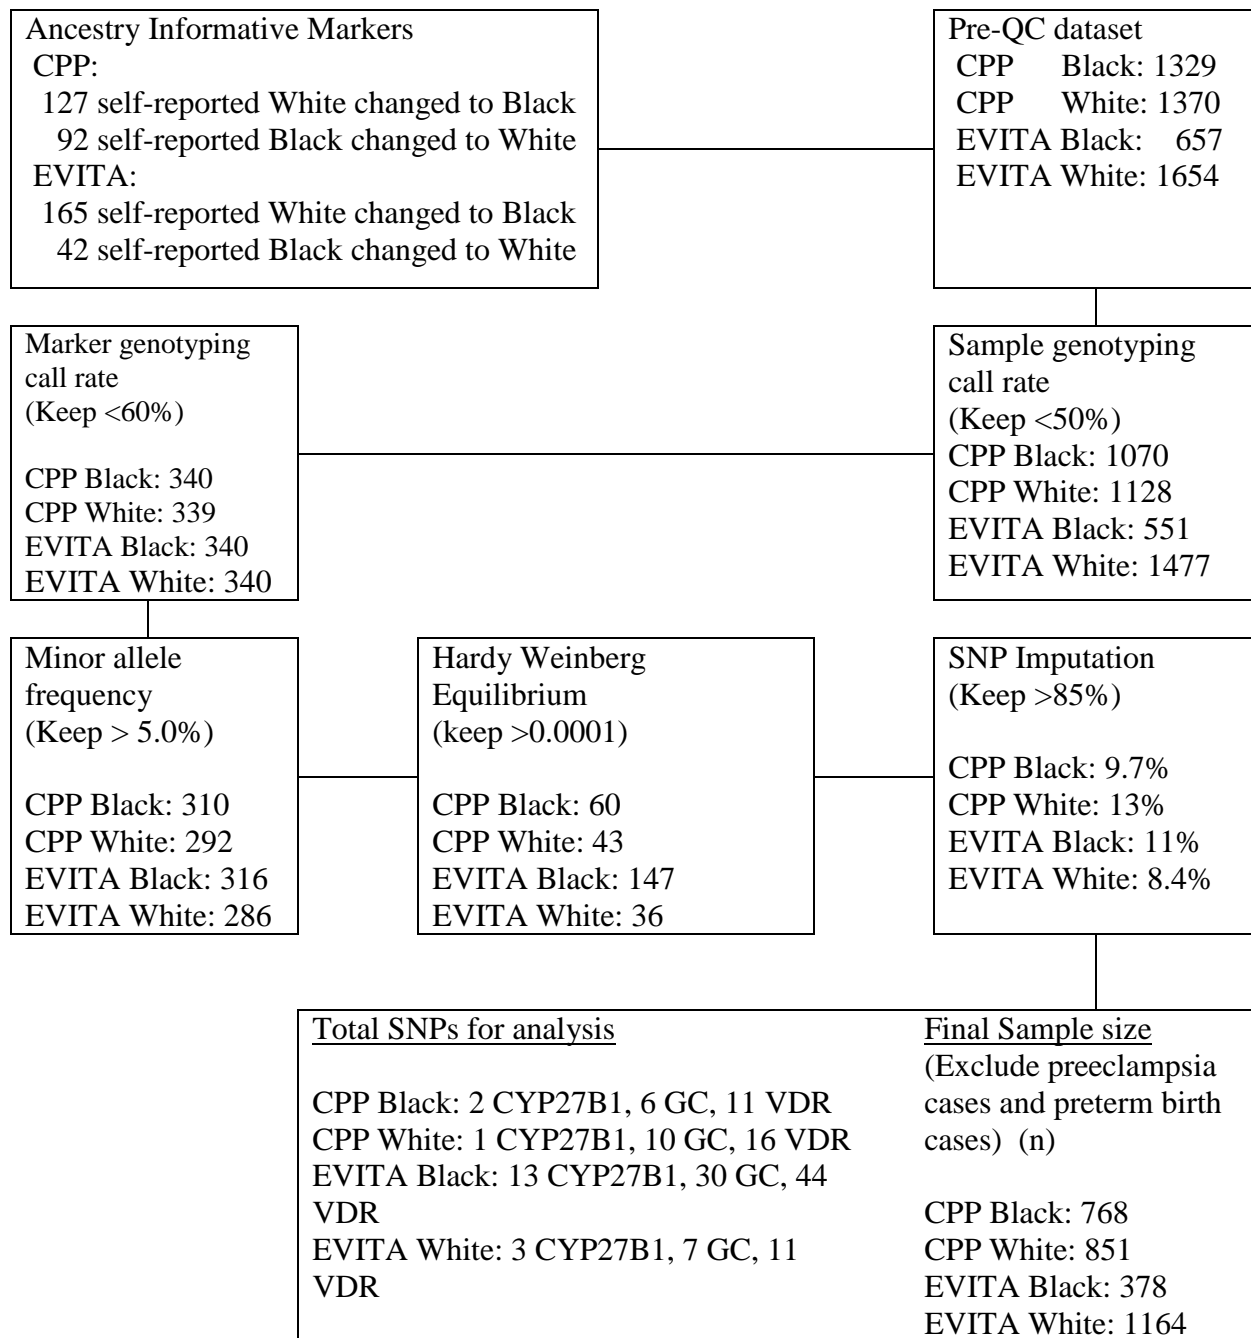 Ancestry Informative Markers
CPP:
127 self-reported White changed to Black
92 self-reported Black changed to White
EVITA:
165 self-reported White changed to Black
42 self-reported Black changed to White
Pre-QC dataset
CPP Black: 1329
CPP White: 1370
EVITA Black: 657
EVITA White: 1654
Marker genotyping
call rate
(Keep <60%)
CPP Black: 340
CPP White: 339
EVITA Black: 340
EVITA White: 340
Sample genotyping
call rate
(Keep <50%)
CPP Black: 1070
CPP White: 1128
EVITA Black: 551
EVITA White: 1477
Minor allele
frequency
(Keep > 5.0%)
CPP Black: 310
CPP White: 292
EVITA Black: 316
EVITA White: 286
Hardy Weinberg
Equilibrium
(keep >0.0001)
CPP Black: 60
CPP White: 43
EVITA Black: 147
EVITA White: 36
SNP Imputation
(Keep >85%)
CPP Black: 9.7%
CPP White: 13%
EVITA Black: 11%
EVITA White: 8.4%
Total SNPs for analysis
CPP Black: 2 CYP27B1, 6 GC, 11 VDR
CPP White: 1 CYP27B1, 10 GC, 16 VDR
EVITA Black: 13 CYP27B1, 30 GC, 44
VDR
EVITA White: 3 CYP27B1, 7 GC, 11
VDR
Final Sample size
(Exclude preeclampsia
cases and preterm birth
cases) (n)
CPP Black: 768
CPP White: 851
EVITA Black: 378
EVITA White: 1164